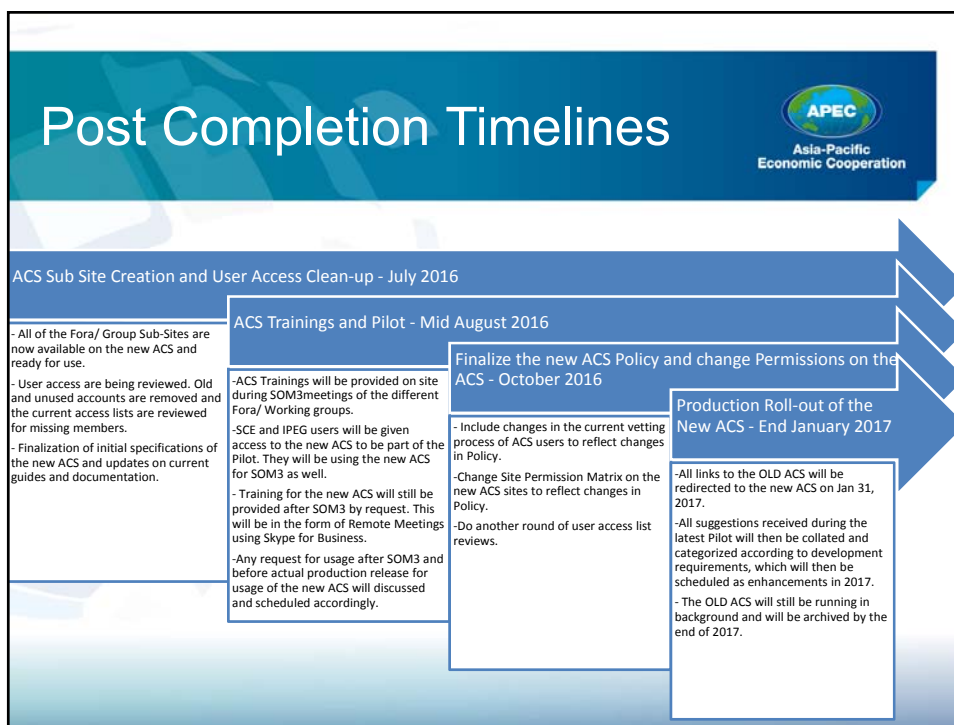 Post Completion Timelines
APEC
Asia-Pacific
Economic Cooperation
ACS Sub Site Creation and User Access Clean-up - July 2016
- All of the Fora/ Group Sub-Sites are
now available on the new ACS and
ready for use.
- User access are being reviewed. Old
and unused accounts are removed and
the current access lists are reviewed
for missing members.
- Finalization of initial specifications of
the new ACS and updates on current
guides and documentation.
ACS Trainings and Pilot - Mid August 2016
-ACS Trainings will be provided on site
during SOM3meetings of the different
Fora/ Working groups.
-SCE and IPEG users will be given
access to the new ACS to be part of the
Pilot. They will be using the new ACS
for SOM3 as well.
- Training for the new ACS will still be
provided after SOM3 by request. This
will be in the form of Remote Meetings
using Skype for Business.
-Any request for usage after SOM3 and
before actual production release for
usage of the new ACS will discussed
and scheduled accordingly.
Finalize the new ACS Policy and change Permissions on the
ACS - October 2016
- Include changes in the current vetting
process of ACS users to reflect changes
in Policy.
-Change Site Permission Matrix on the
new ACS sites to reflect changes in
Policy.
-Do another round of user access list
reviews.
Production Roll-out of the
New ACS - End January 2017
-All links to the OLD ACS will be
redirected to the new ACS on Jan 31,
2017.
-All suggestions received during the
latest Pilot will then be collated and
categorized according to development
requirements, which will then be
scheduled as enhancements in 2017.
- The OLD ACS will still be running in
background and will be archived by the
end of 2017.